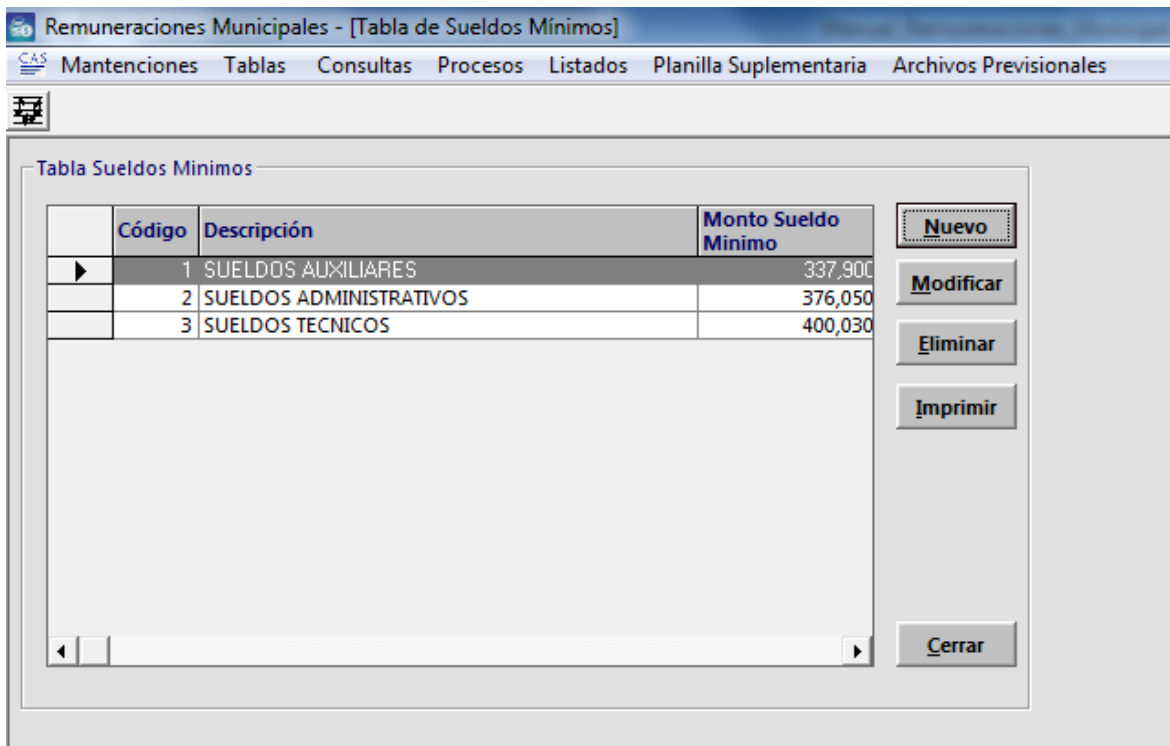 Remuneraciones Municipales - [Tabla de Sueldos Mínimos]
CAS Mantenciones Tablas Consultas Procesos Listados Planilla Suplementaria Archivos Previsionales
Tabla Sueldos Minimos
Código Descripción Monto Sueldo Minimo
1 SUELDOS AUXILIARES 337,900
2 SUELDOS ADMINISTRATIVOS 376,050
3 SUELDOS TECNICOS 400,030
Nuevo
Modificar
Eliminar
Imprimir
Cerrar